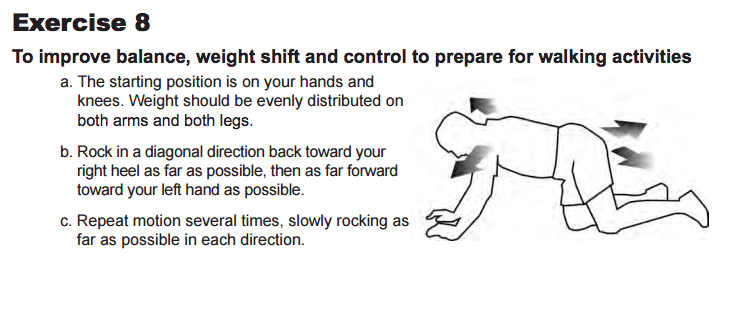 Exercise 8
To improve balance, weight shift and control to prepare for walking activities
a. The starting position is on your hands and
knees. Weight should be evenly distributed on
both arms and both legs.
b. Rock in a diagonal direction back toward your
right heel as far as possible, then as far forward
toward your left hand as possible.
c. Repeat motion several times, slowly rocking as
far as possible in each direction.